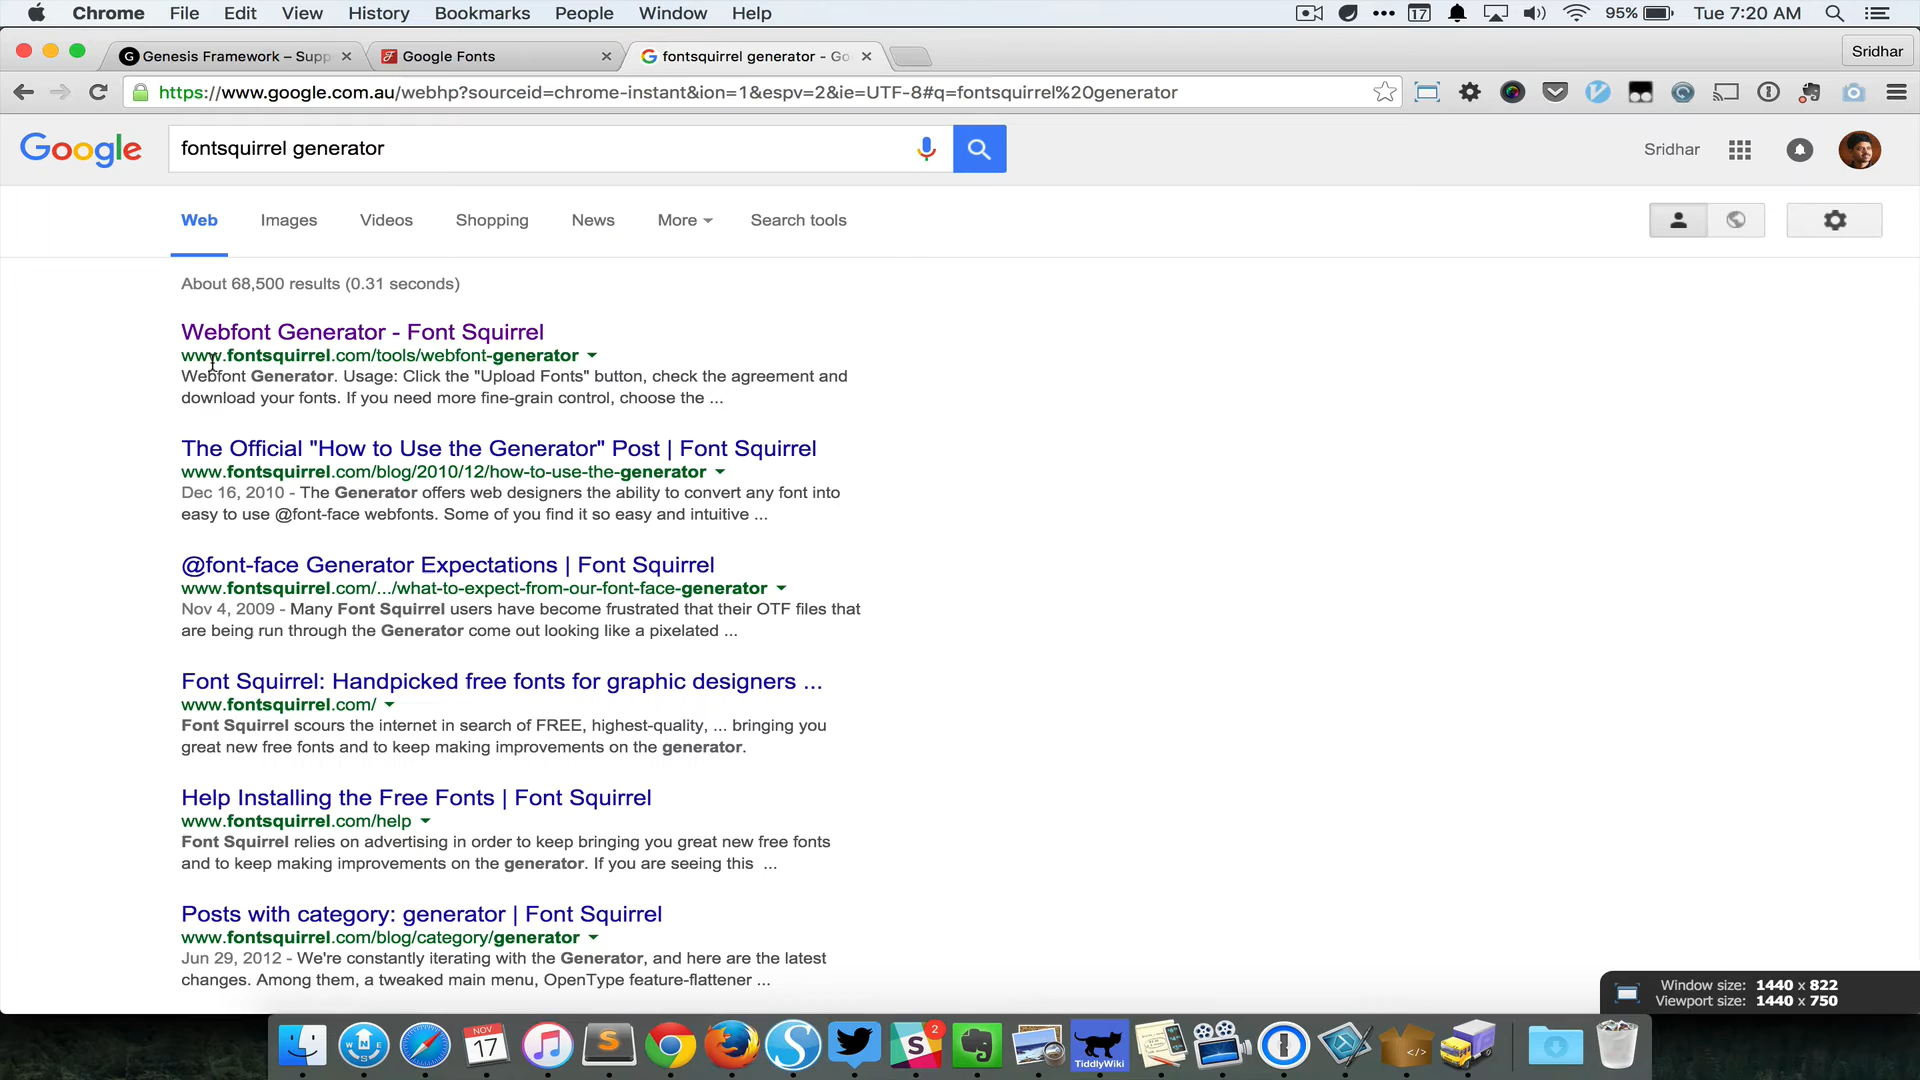 Chrome File Edit View History Bookmarks People Window Help 17 95% Tue 7:20 AM
Genesis Framework – Supp Google Fonts fontsquirrel generator - Go Sridhar
https://www.google.com.au/webhp?sourceid=chrome-instant&ion=1&espv=2&ie=UTF-8#q=fontsquirrel%20generator
Google fontsquirrel generator Sridhar
Web Images Videos Shopping News More Search tools
About 68,500 results (0.31 seconds)
Webfont Generator - Font Squirrel
www.fontsquirrel.com/tools/webfont-generator
Webfont Generator. Usage: Click the "Upload Fonts" button, check the agreement and
download your fonts. If you need more fine-grain control, choose the ...
The Official "How to Use the Generator" Post | Font Squirrel
www.fontsquirrel.com/blog/2010/12/how-to-use-the-generator
Dec 16, 2010 - The Generator offers web designers the ability to convert any font into
easy to use @font-face webfonts. Some of you find it so easy and intuitive ...
@font-face Generator Expectations | Font Squirrel
www.fontsquirrel.com/.../what-to-expect-from-our-font-face-generator
Nov 4, 2009 - Many Font Squirrel users have become frustrated that their OTF files that
are being run through the Generator come out looking like a pixelated ...
Font Squirrel: Handpicked free fonts for graphic designers ...
www.fontsquirrel.com/
Font Squirrel scours the internet in search of FREE, highest-quality, ... bringing you
great new free fonts and to keep making improvements on the generator.
Help Installing the Free Fonts | Font Squirrel
www.fontsquirrel.com/help
Font Squirrel relies on advertising in order to keep bringing you great new free fonts
and to keep making improvements on the generator. If you are seeing this ...
Posts with category: generator | Font Squirrel
www.fontsquirrel.com/blog/category/generator
Jun 29, 2012 - We're constantly iterating with the Generator, and here are the latest
changes. Among them, a tweaked main menu, OpenType feature-flattener ...
Window size: 1440 x 822
Viewport size: 1440 x 750
NOV
17
2
TiddlyWiki